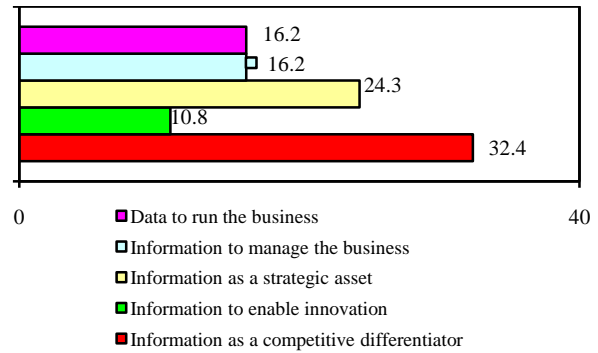 16.2
16.2
24.3
10.8
32.4
0 40
Data to run the business
Information to manage the business
Information as a strategic asset
Information to enable innovation
Information as a competitive differentiator